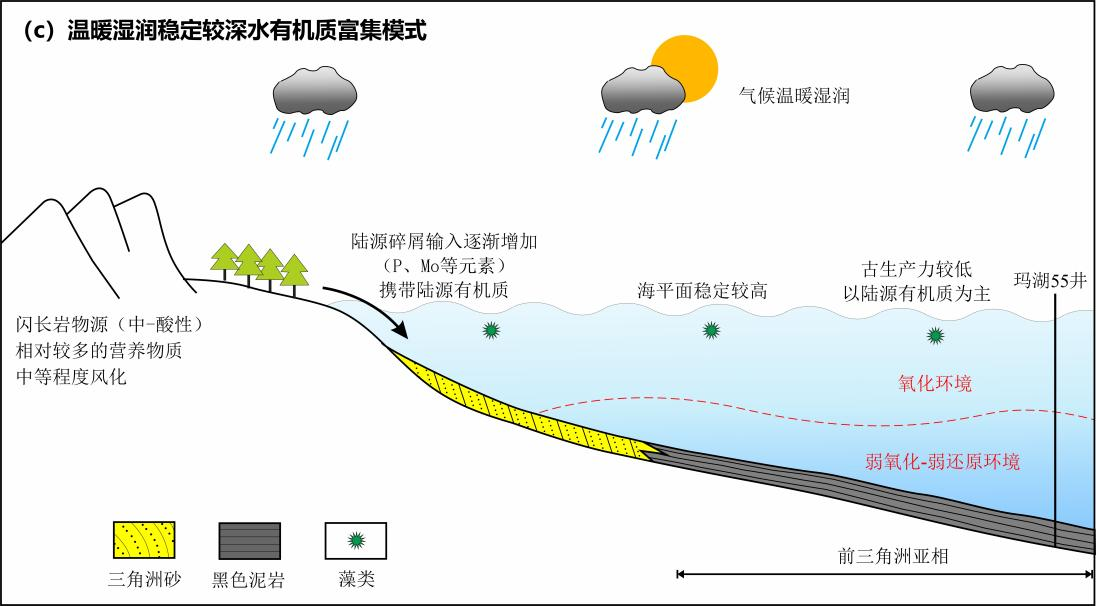 （c）温暖湿润稳定较深水有机质富集模式
气候温暖湿润
陆源碎屑输入逐渐增加
（P、Mo等元素）
携带陆源有机质
海平面稳定较高
古生产力较低
以陆源有机质为主
玛湖55井
闪长岩物源（中-酸性）
相对较多的营养物质
中等程度风化
氧化环境
弱氧化-弱还原环境
前三角洲亚相
三角洲砂
黑色泥岩
藻类